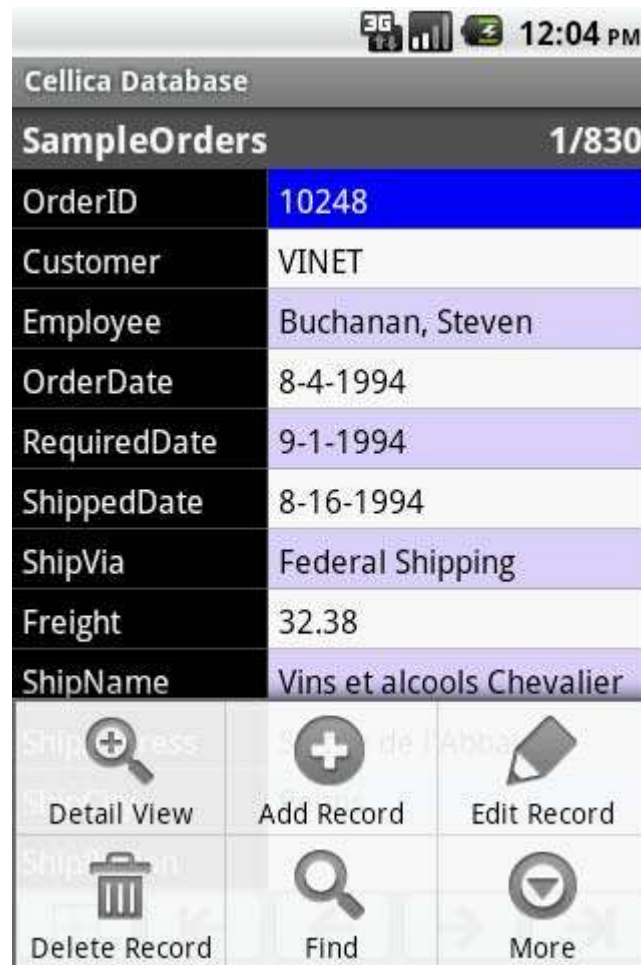 3G 12:04 PM
Cellica Database
SampleOrders 1/830
OrderID 10248
Customer VINET
Employee Buchanan, Steven
OrderDate 8-4-1994
RequiredDate 9-1-1994
ShippedDate 8-16-1994
ShipVia Federal Shipping
Freight 32.38
ShipName Vins et alcools Chevalier
Detail View Add Record Edit Record
Delete Record Find More